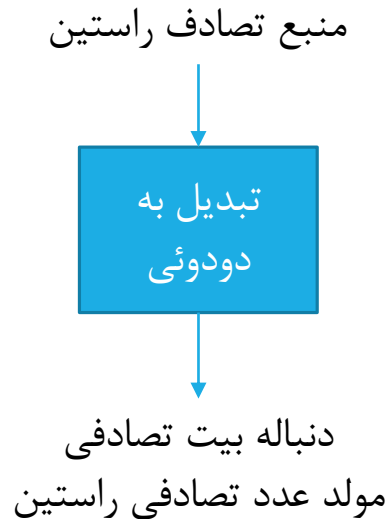 منبع تصادف راستین
تبدیل به
دودوئی
دنباله بیت تصادفی
مولد عدد تصادفی راستین